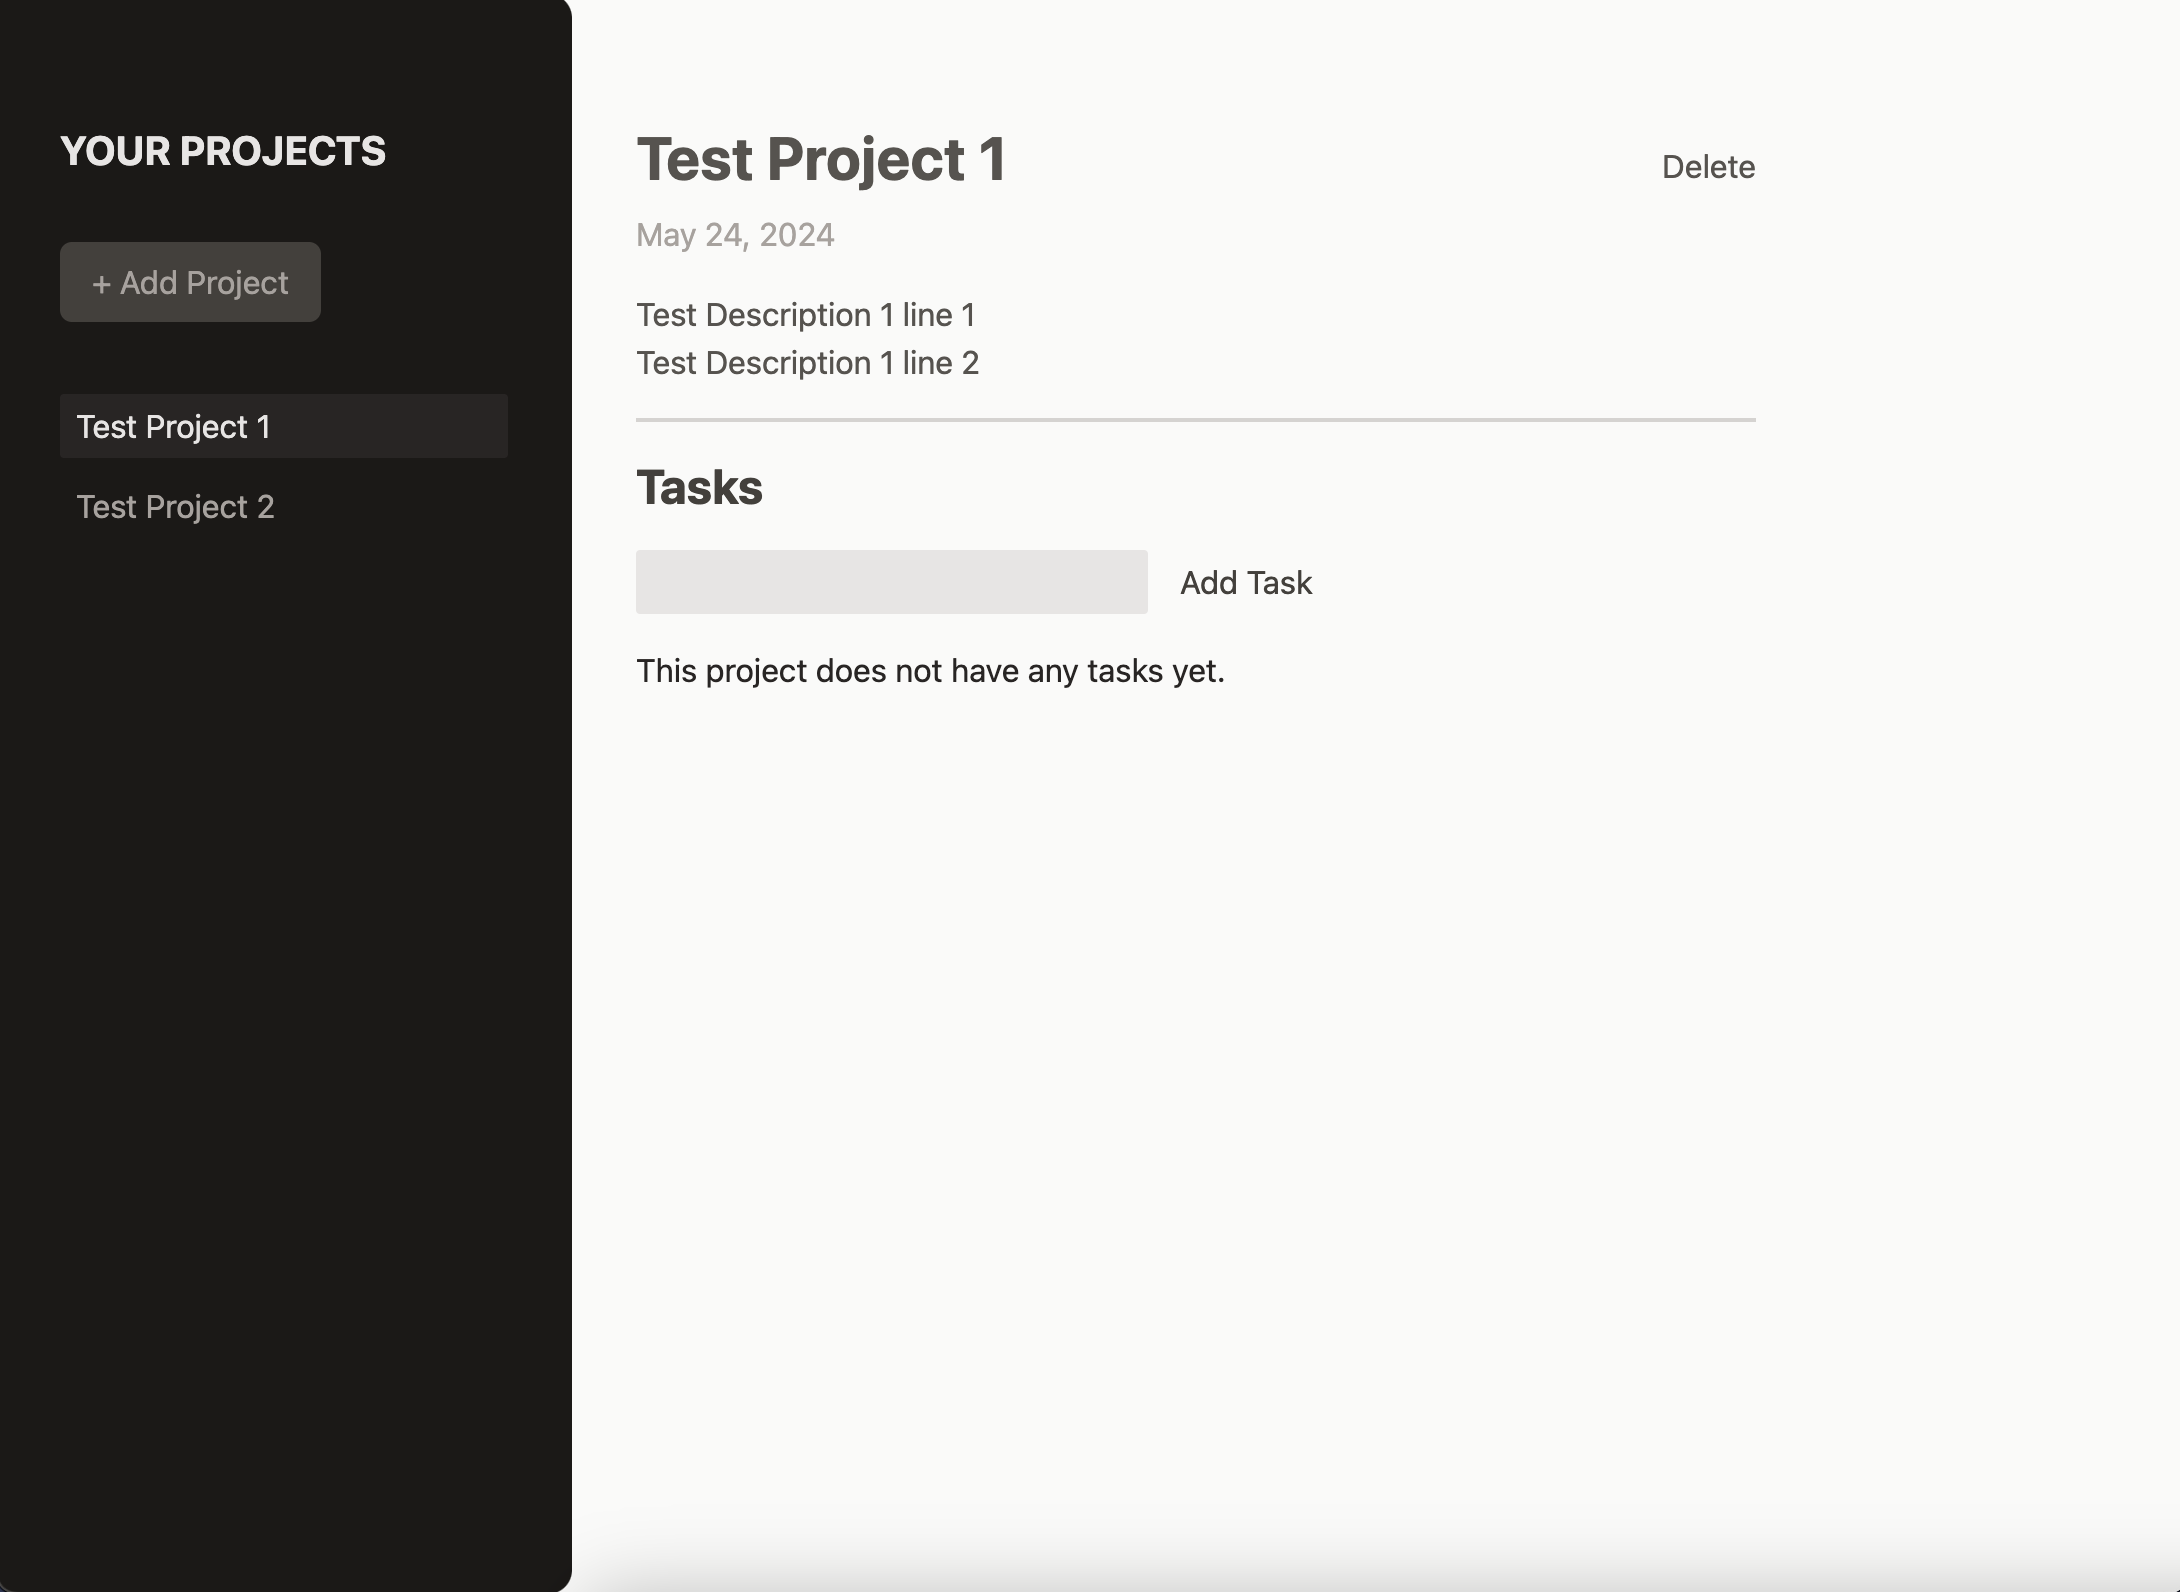 YOUR PROJECTS
+ Add Project
Test Project 1
Test Project 2
Test Project 1
Delete
May 24, 2024
Test Description 1 line 1
Test Description 1 line 2
Tasks
Add Task
This project does not have any tasks yet.